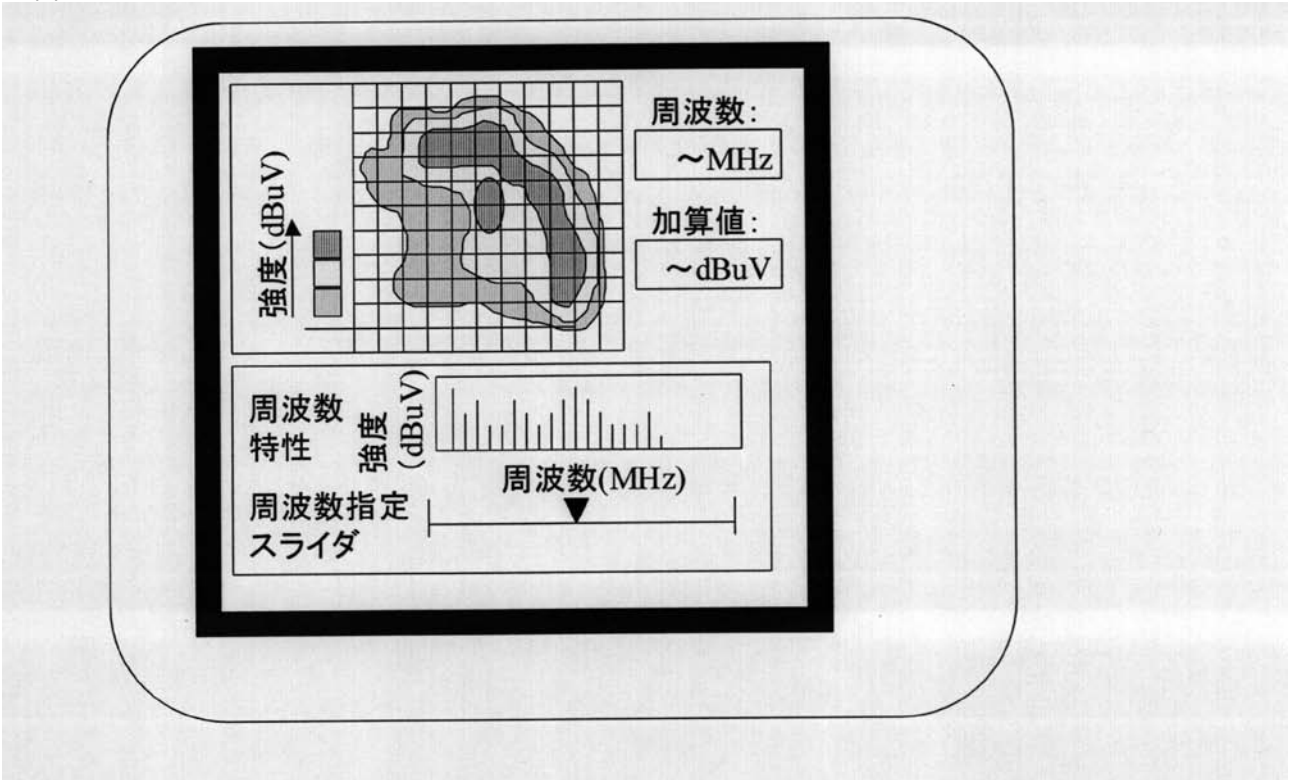 強度(dBuV)
周波数:
～MHz
加算値:
～dBuV
周波数
特性
強度
(dBuV)
周波数(MHz)
周波数指定
スライダ